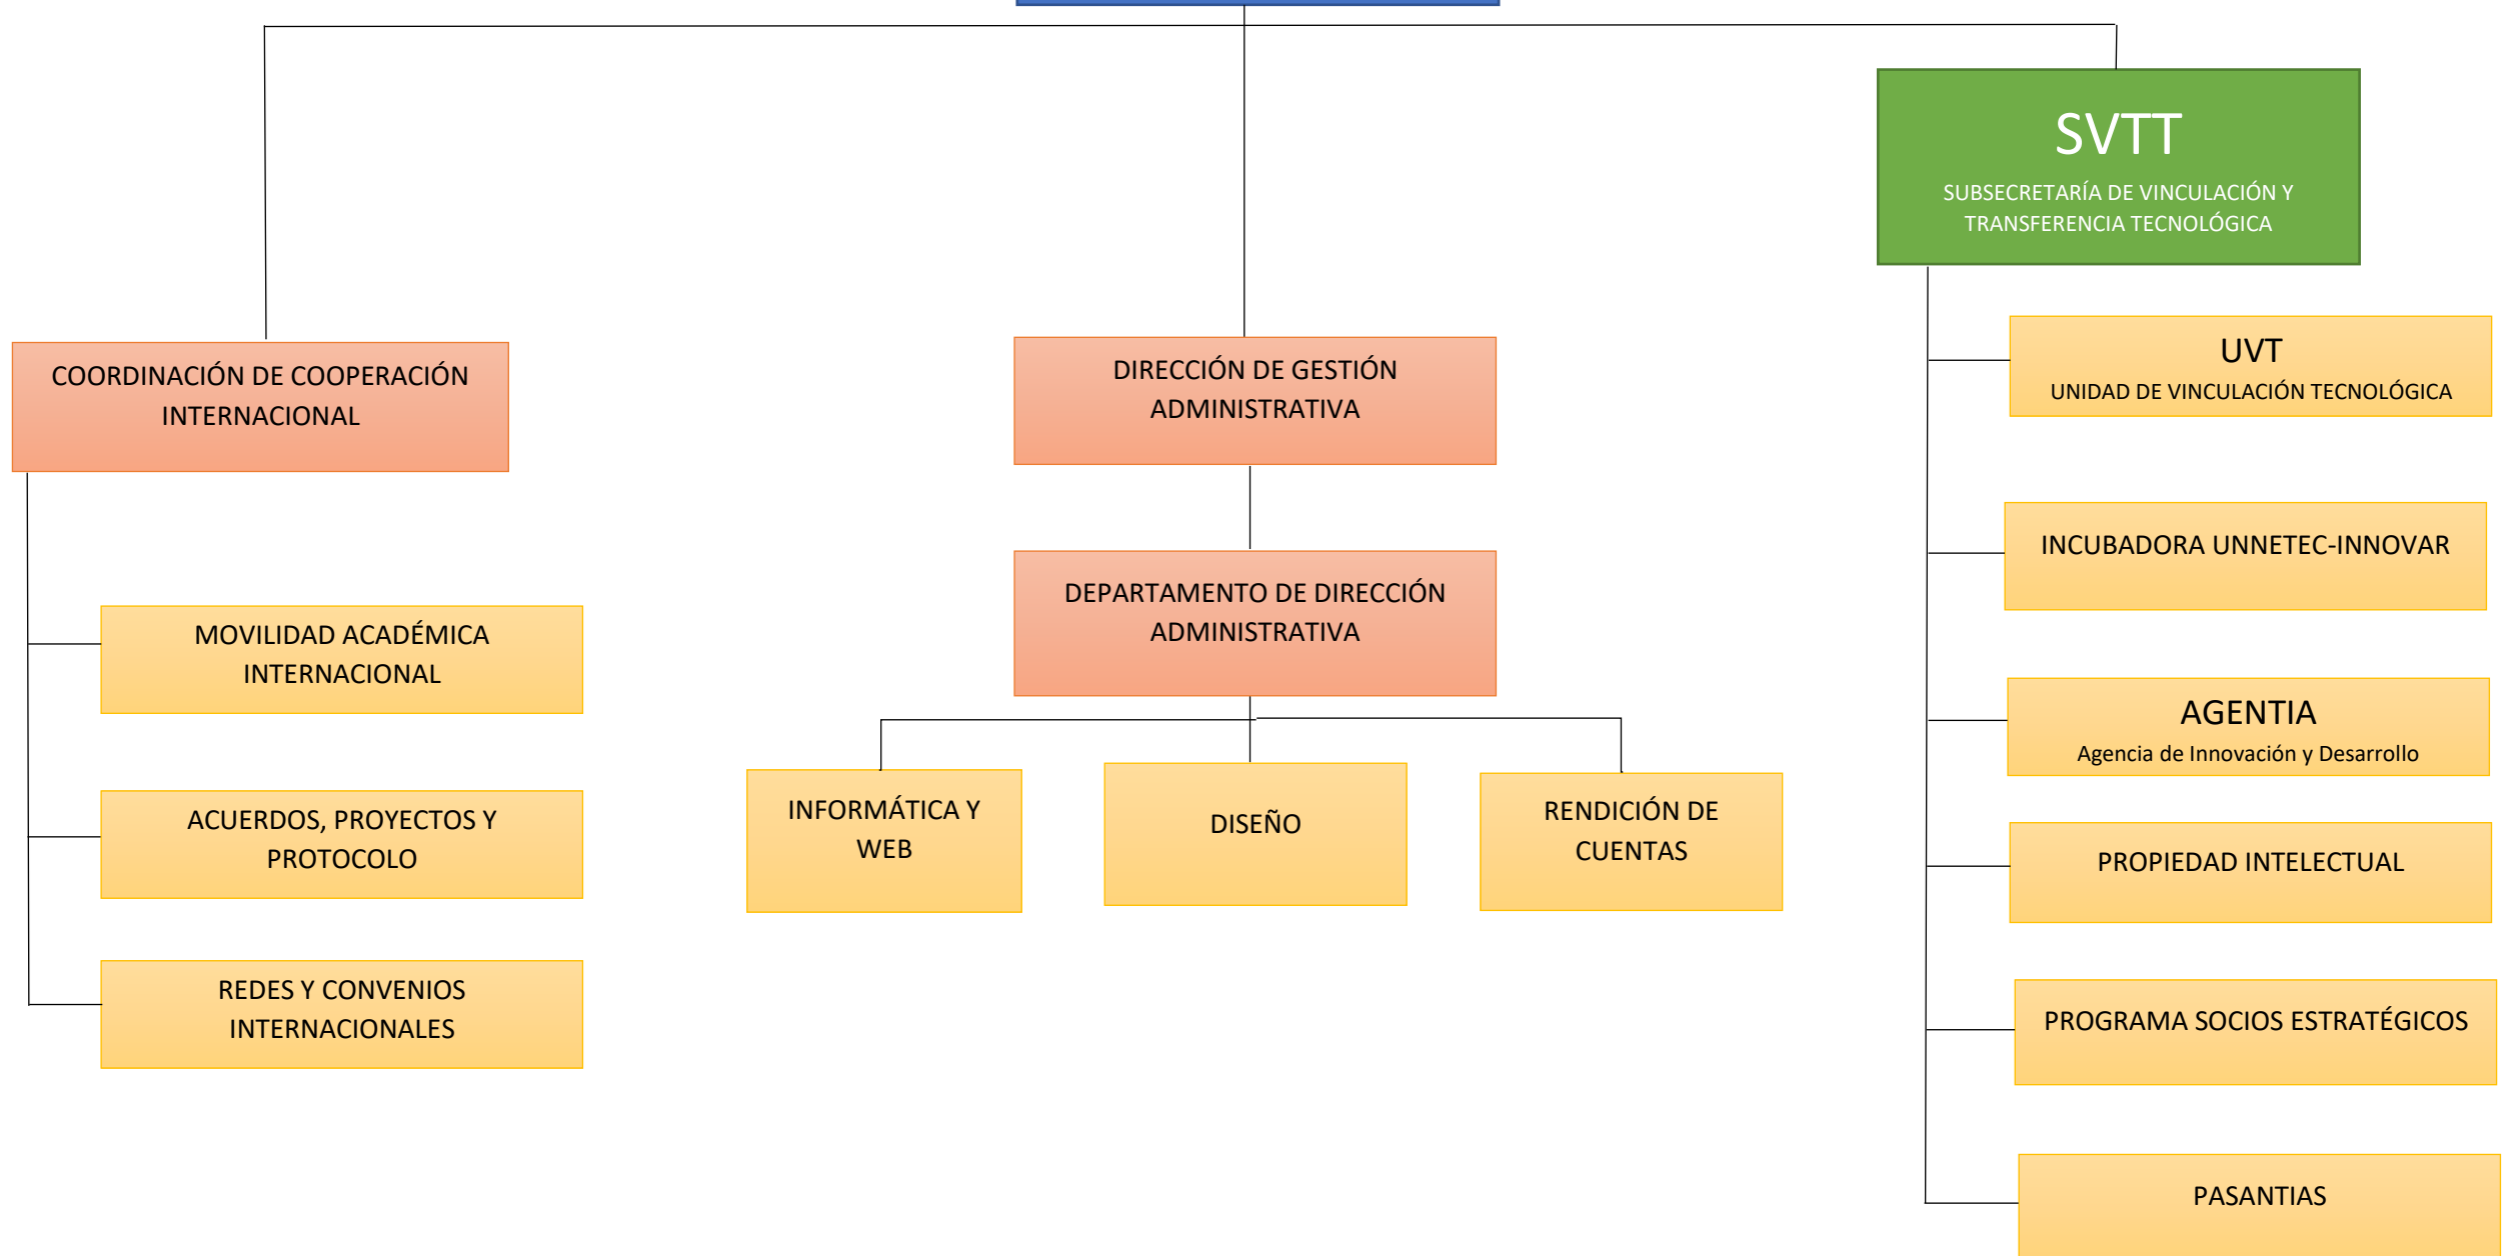 SVTT
SUBSECRETARÍA DE VINCULACIÓN Y
TRANSFERENCIA TECNOLÓGICA
COORDINACIÓN DE COOPERACIÓN
INTERNACIONAL
MOVILIDAD ACADÉMICA
INTERNACIONAL
ACUERDOS, PROYECTOS Y
PROTOCOLO
REDES Y CONVENIOS
INTERNACIONALES
DIRECCIÓN DE GESTIÓN
ADMINISTRATIVA
DEPARTAMENTO DE DIRECCIÓN
ADMINISTRATIVA
INFORMÁTICA Y
WEB
DISEÑO
RENDICIÓN DE
CUENTAS
UVT
UNIDAD DE VINCULACIÓN TECNOLÓGICA
INCUBADORA UNNETEC-INNOVAR
AGENTIA
Agencia de Innovación y Desarrollo
PROPIEDAD INTELECTUAL
PROGRAMA SOCIOS ESTRATÉGICOS
PASANTIAS